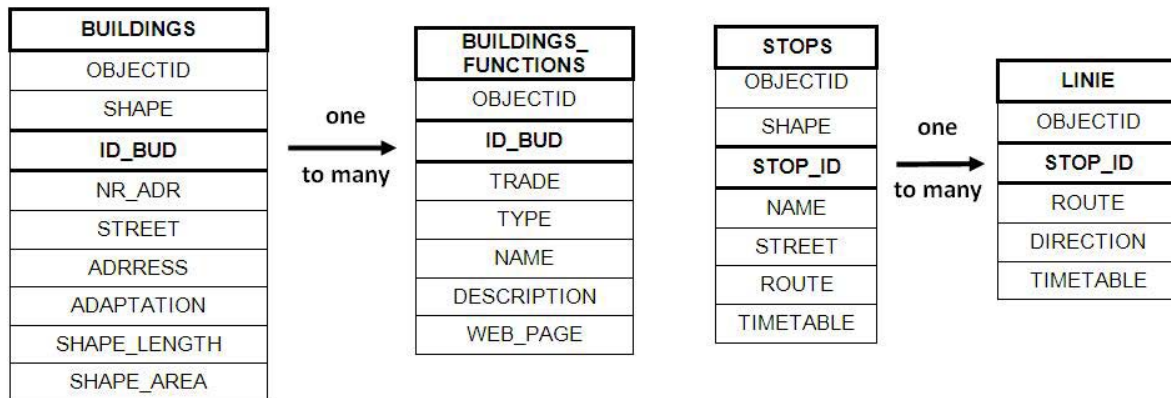 BUILDINGS
OBJECTID
SHAPE
ID_BUD
NR_ADR
STREET
ADRRESS
ADAPTATION
SHAPE_LENGTH
SHAPE_AREA
one
to many
BUILDINGS_
FUNCTIONS
OBJECTID
ID_BUD
TRADE
TYPE
NAME
DESCRIPTION
WEB_PAGE
STOPS
OBJECTID
SHAPE
STOP_ID
NAME
STREET
ROUTE
TIMETABLE
one
to many
LINIE
OBJECTID
STOP_ID
ROUTE
DIRECTION
TIMETABLE